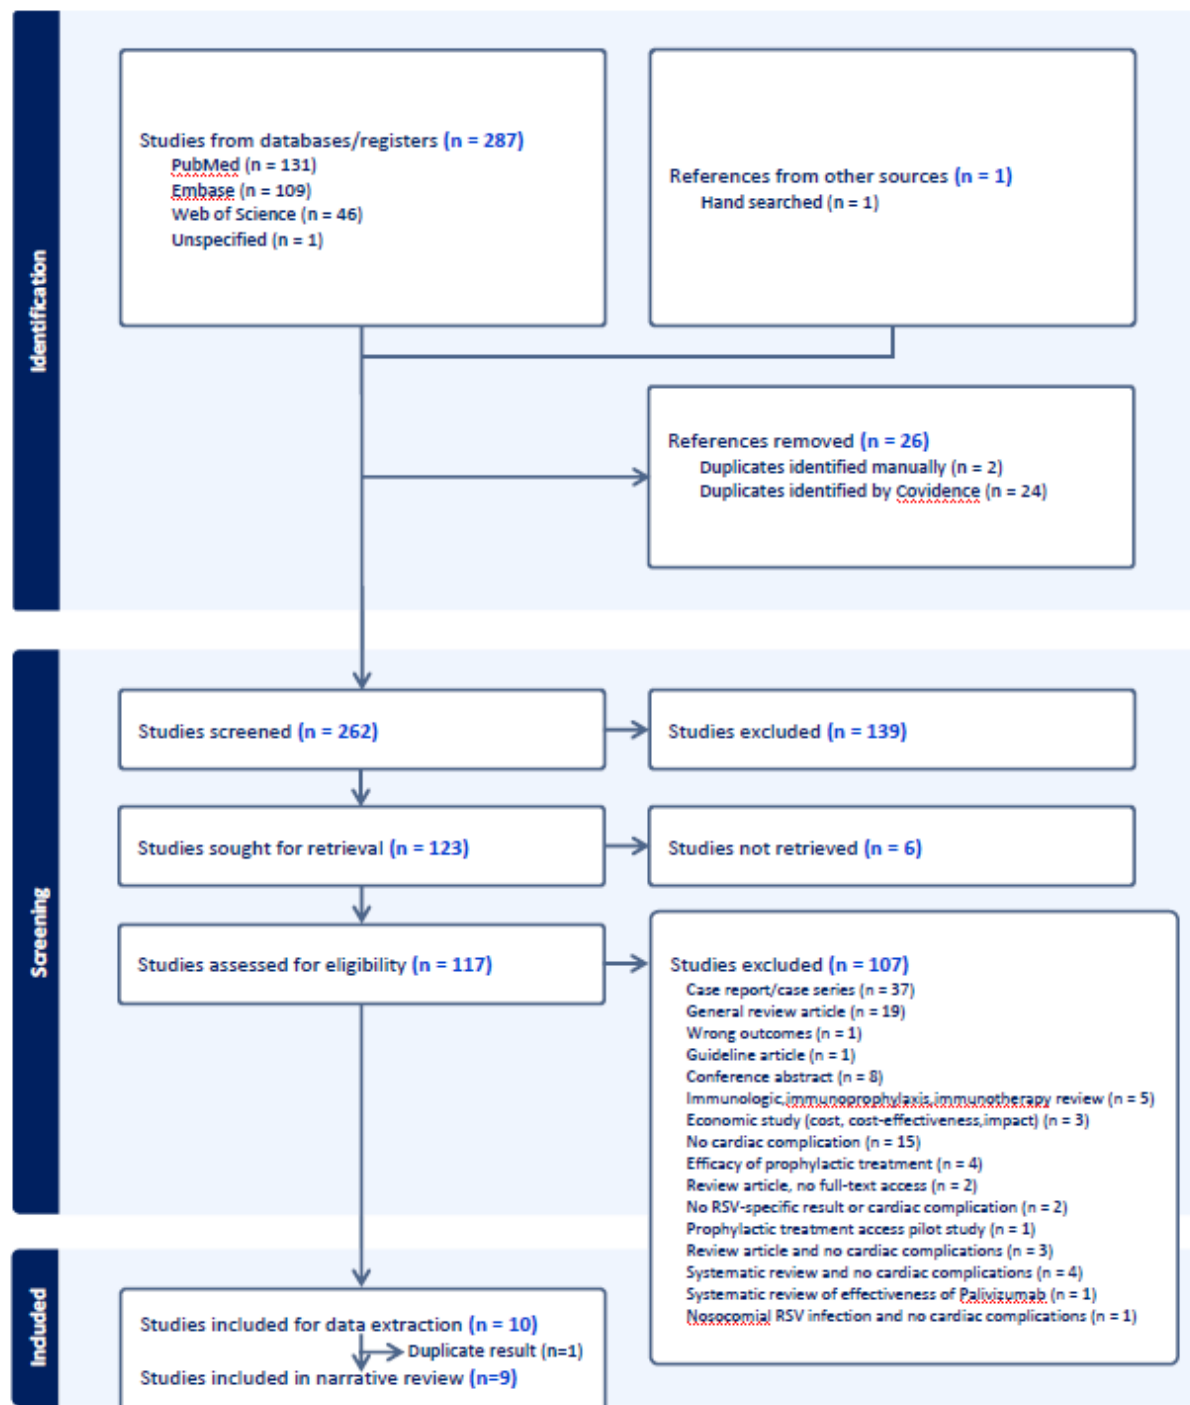 Identification
Studies from databases/registers (n = 287)
PubMed (n = 131)
Embase (n = 109)
Web of Science (n = 46)
Unspecified (n = 1)
References from other sources (n = 1)
Hand searched (n = 1)
References removed (n = 26)
Duplicates identified manually (n = 2)
Duplicates identified by Covidence (n = 24)
Screening
Studies screened (n = 262)
Studies excluded (n = 139)
Studies sought for retrieval (n = 123)
Studies not retrieved (n = 6)
Studies assessed for eligibility (n = 117)
Studies excluded (n = 107)
Case report/case series (n = 37)
General review article (n = 19)
Wrong outcomes (n = 1)
Guideline article (n = 1)
Conference abstract (n = 8)
Immunologic,immunoprophylaxis,immunotherapy review (n = 5)
Economic study (cost, cost-effectiveness,impact) (n = 3)
No cardiac complication (n = 15)
Efficacy of prophylactic treatment (n = 4)
Review article, no full-text access (n = 2)
No RSV-specific result or cardiac complication (n = 2)
Prophylactic treatment access pilot study (n = 1)
Review article and no cardiac complications (n = 3)
Systematic review and no cardiac complications (n = 4)
Systematic review of effectiveness of Palivizumab (n = 1)
Nosocomial RSV infection and no cardiac complications (n = 1)
Included
Studies included for data extraction (n = 10)
Duplicate result (n=1)
Studies included in narrative review (n=9)